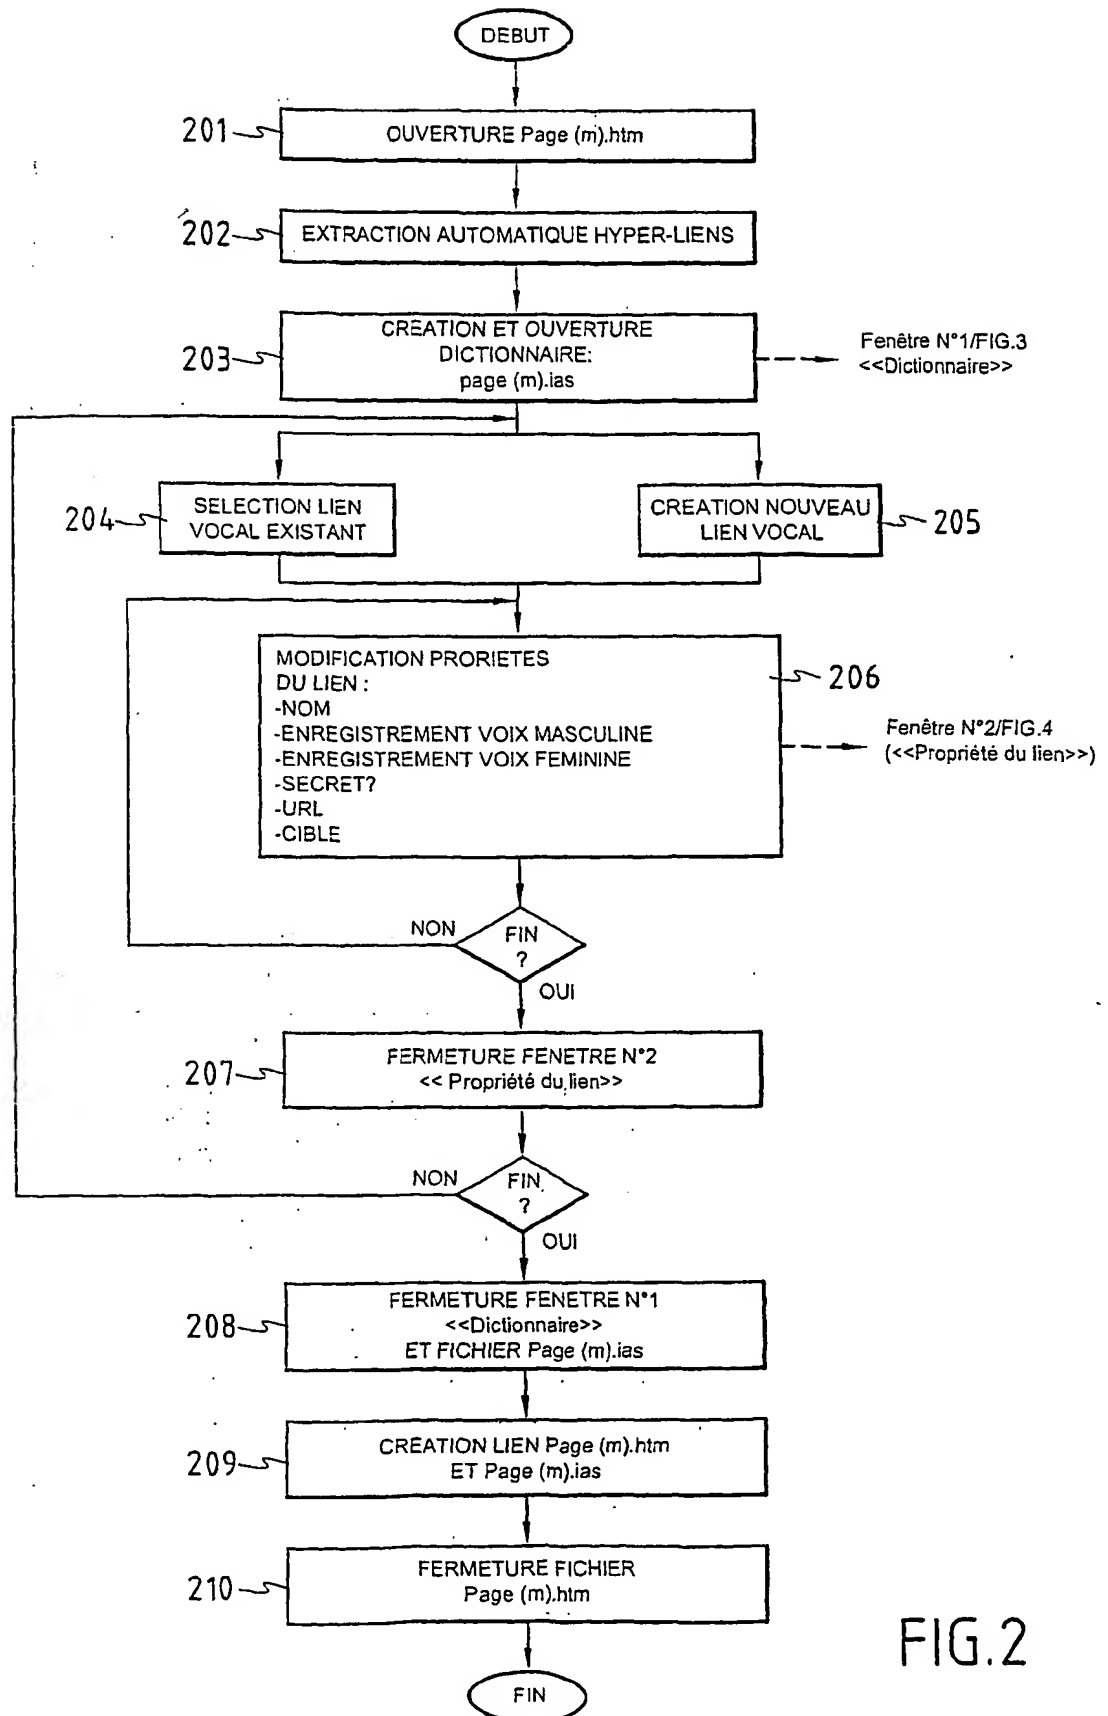 DEBUT
201
OUVERTURE Page (m).htm
202
EXTRACTION AUTOMATIQUE HYPER-LIENS
203
CREATION ET OUVERTURE
DICTIONNAIRE:
page (m).ias
Fenêtre N°1/FIG.3
<<Dictionnaire>>
204
SELECTION LIEN
VOCAL EXISTANT
CREATION NOUVEAU
LIEN VOCAL
205
MODIFICATION PRORIETES
DU LIEN :
-NOM
-ENREGISTREMENT VOIX MASCULINE
-ENREGISTREMENT VOIX FEMININE
-SECRET?
-URL
-CIBLE
206
Fenêtre N°2/FIG.4
(<<Propriété du lien>>)
NON
FIN
?
OUI
207
FERMETURE FENETRE N°2
<< Propriété du lien>>
NON
FIN
?
OUI
208
FERMETURE FENETRE N°1
<<Dictionnaire>>
ET FICHIER Page (m).ias
209
CREATION LIEN Page (m).htm
ET Page (m).ias
210
FERMETURE FICHIER
Page (m).htm
FIN
FIG.2